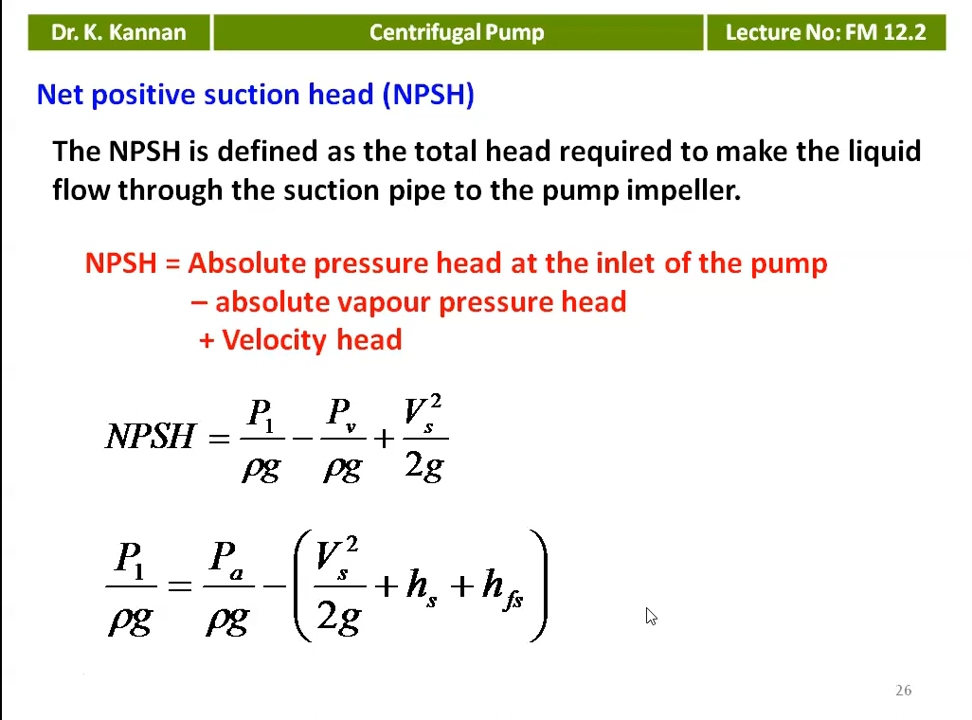 Dr. K. Kannan
Centrifugal Pump
Lecture No: FM 12.2
Net positive suction head (NPSH)
The NPSH is defined as the total head required to make the liquid
flow through the suction pipe to the pump impeller.
NPSH = Absolute pressure head at the inlet of the pump
– absolute vapour pressure head
+ Velocity head
NPSH = P₁/ρg − Pᵥ/ρg + Vₛ²/2g
P₁/ρg = Pₐ/ρg − (Vₛ²/2g + hₛ + h_fs)
26